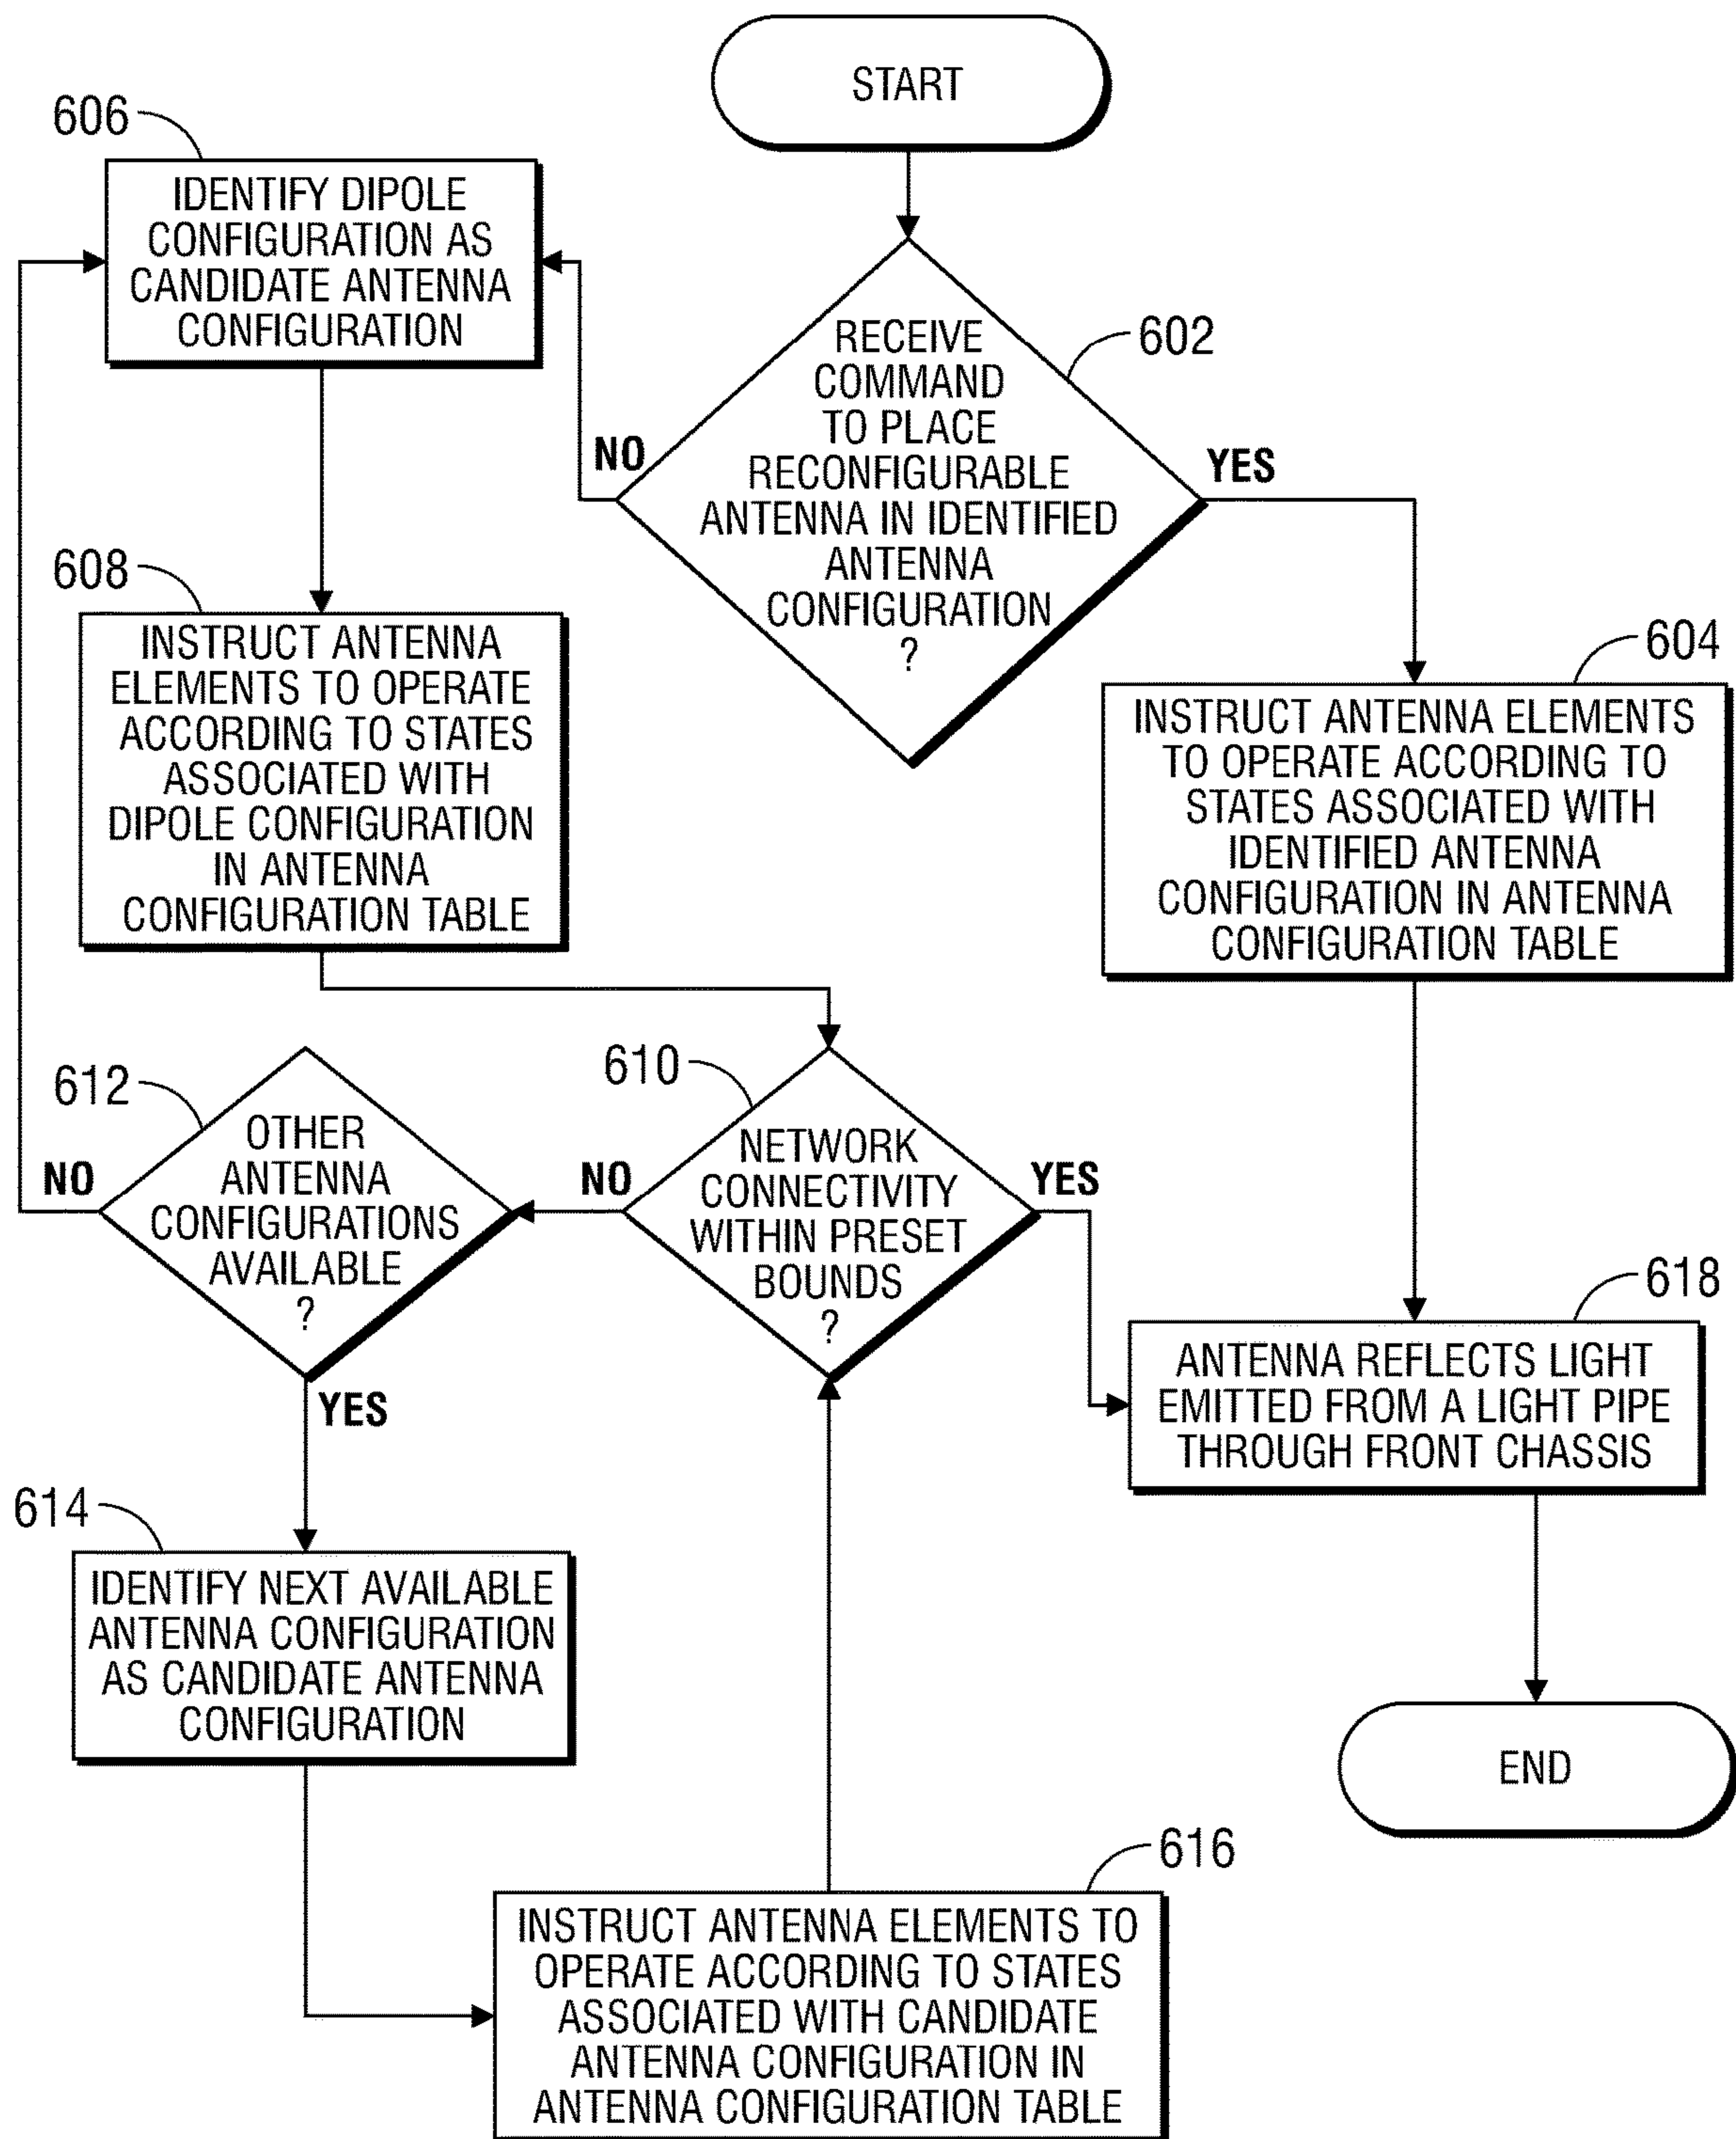 START
606
IDENTIFY DIPOLE
CONFIGURATION AS
CANDIDATE ANTENNA
CONFIGURATION
602
RECEIVE
COMMAND
TO PLACE
RECONFIGURABLE
ANTENNA IN IDENTIFIED
ANTENNA
CONFIGURATION
?
NO
YES
608
INSTRUCT ANTENNA
ELEMENTS TO OPERATE
ACCORDING TO STATES
ASSOCIATED WITH
DIPOLE CONFIGURATION
IN ANTENNA
CONFIGURATION TABLE
604
INSTRUCT ANTENNA ELEMENTS
TO OPERATE ACCORDING TO
STATES ASSOCIATED WITH
IDENTIFIED ANTENNA
CONFIGURATION IN ANTENNA
CONFIGURATION TABLE
612
OTHER
ANTENNA
CONFIGURATIONS
AVAILABLE
?
NO
YES
610
NETWORK
CONNECTIVITY
WITHIN PRESET
BOUNDS
?
NO
YES
618
ANTENNA REFLECTS LIGHT
EMITTED FROM A LIGHT PIPE
THROUGH FRONT CHASSIS
614
IDENTIFY NEXT AVAILABLE
ANTENNA CONFIGURATION
AS CANDIDATE ANTENNA
CONFIGURATION
END
616
INSTRUCT ANTENNA ELEMENTS TO
OPERATE ACCORDING TO STATES
ASSOCIATED WITH CANDIDATE
ANTENNA CONFIGURATION IN
ANTENNA CONFIGURATION TABLE